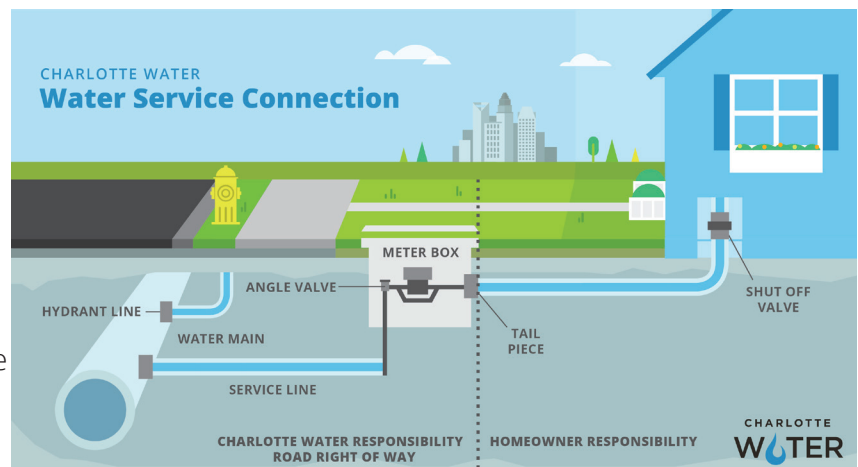 CHARLOTTE WATER
Water Service Connection
METER BOX
ANGLE VALVE
HYDRANT LINE
SHUT OFF
VALVE
TAIL
PIECE
WATER MAIN
e
SERVICE LINE
CHARLOTTE WATER RESPONSIBILITY
ROAD RIGHT OF WAY
HOMEOWNER RESPONSIBILITY
CHARLOTTE
WATER